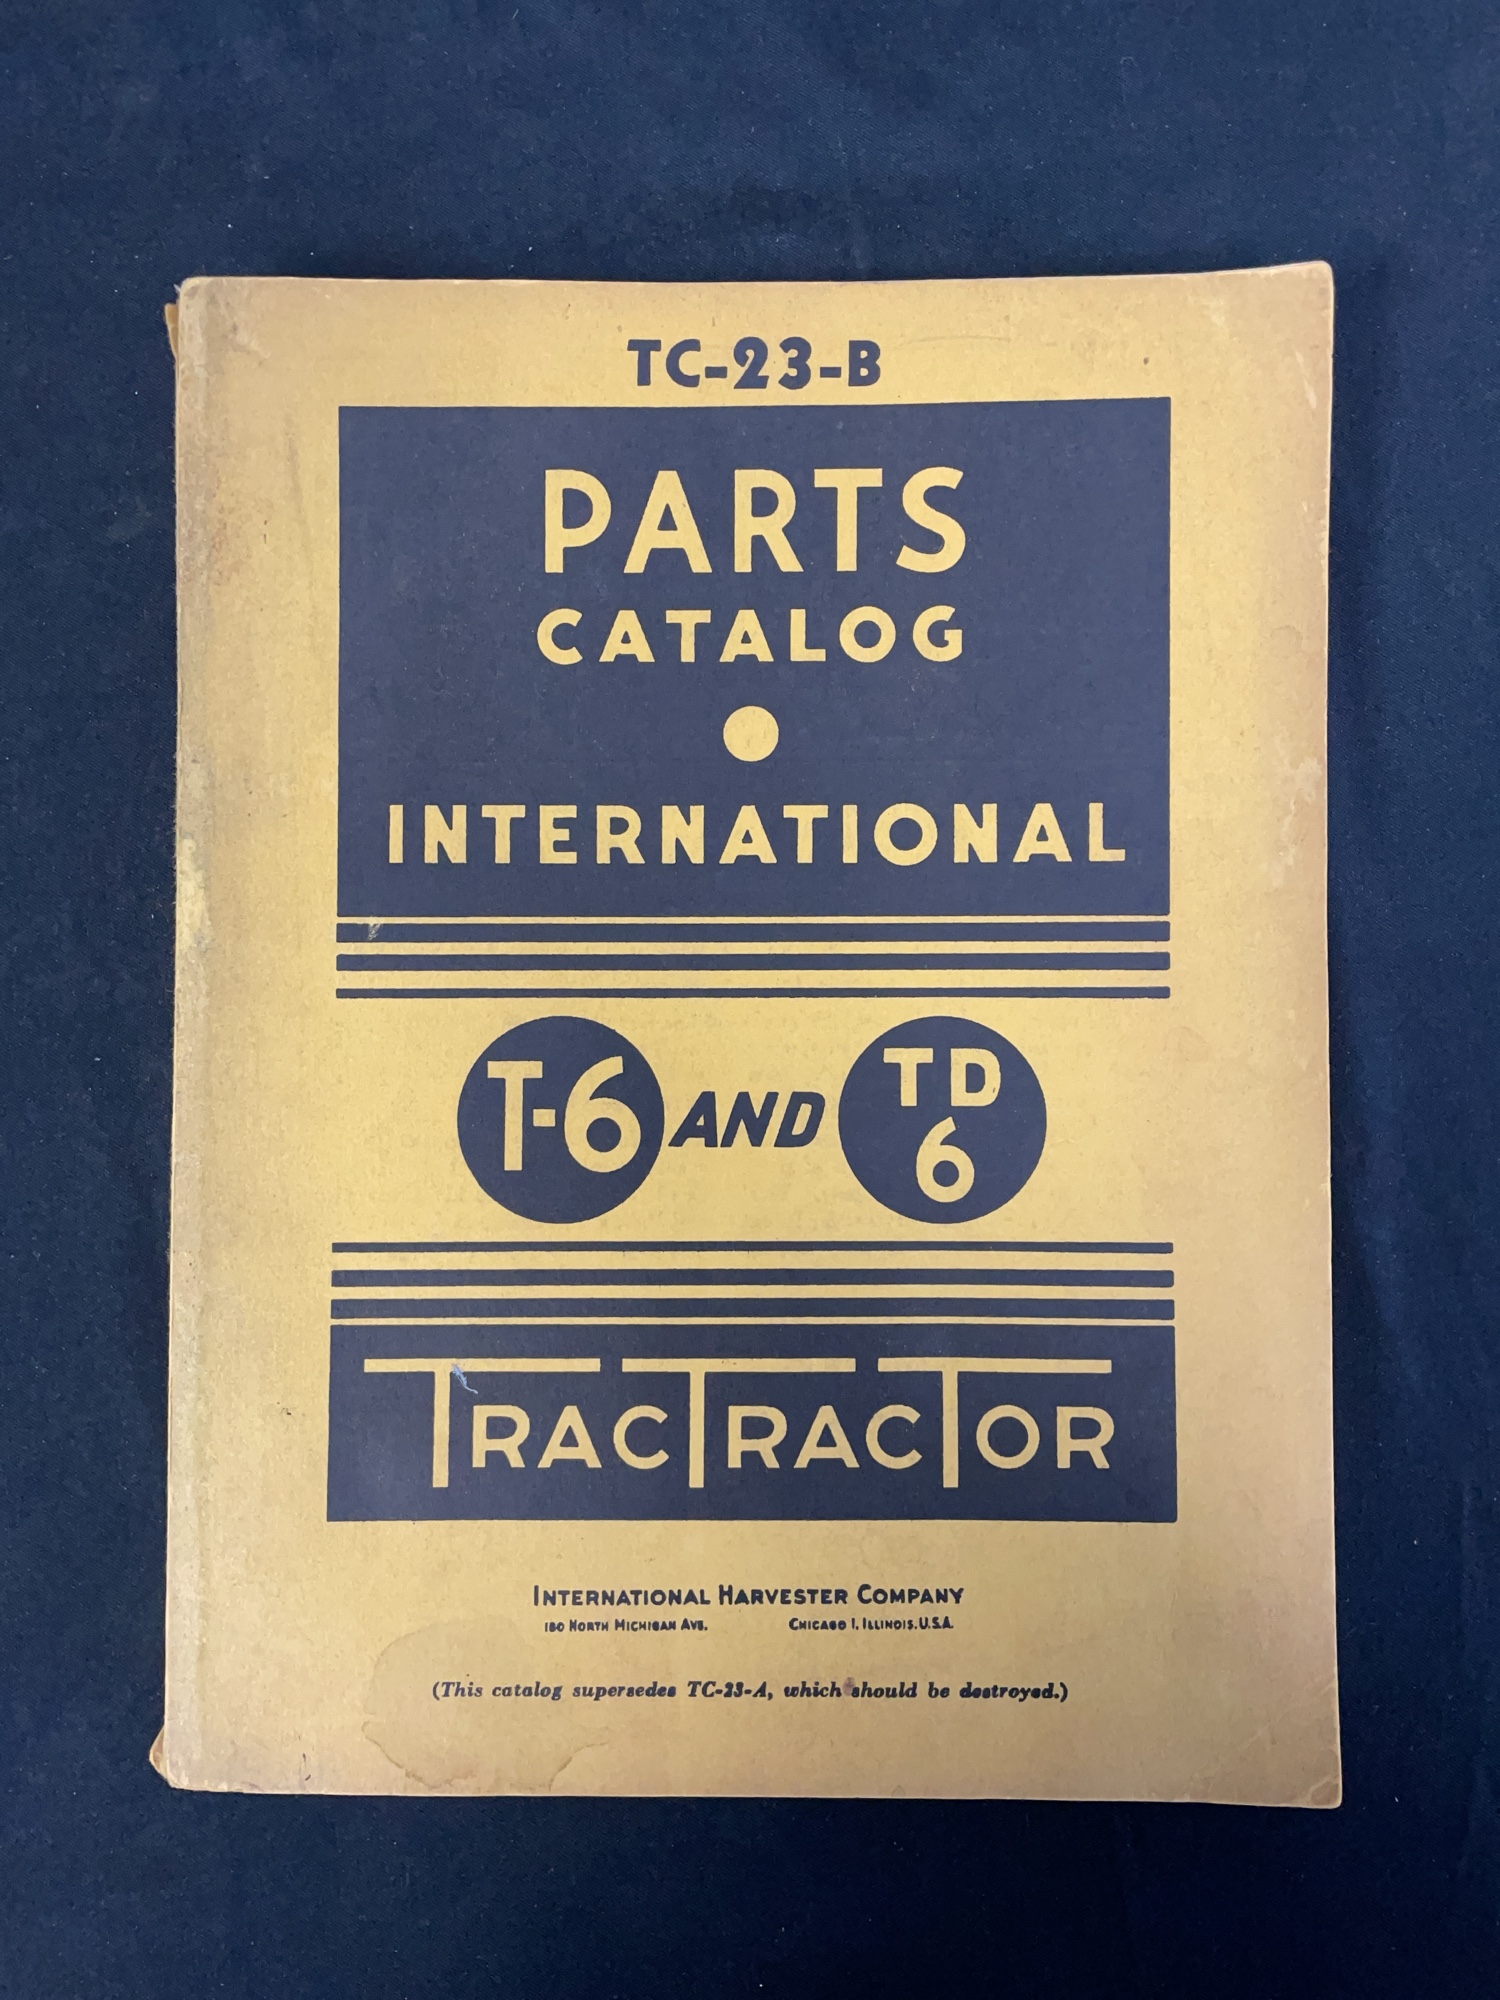 TC-23-B
PARTS
CATALOG
INTERNATIONAL
T-6 AND TD 6
TRACTRACTOR
INTERNATIONAL HARVESTER COMPANY
180 NORTH MICHIGAN AVE. CHICAGO 1, ILLINOIS, U.S.A.
(This catalog supersedes TC-23-A, which should be destroyed.)